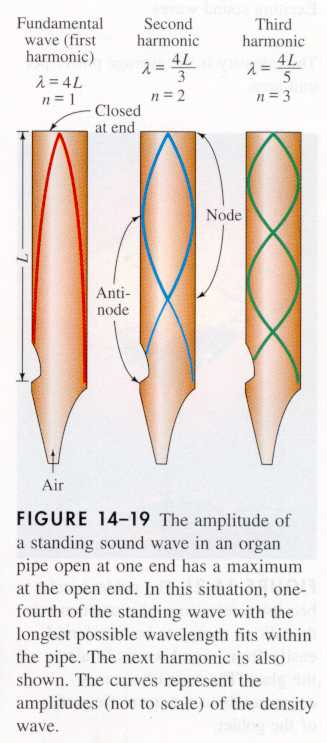 Fundamental
wave (first
harmonic)
λ = 4L
n = 1
Second
harmonic
λ = 4L/3
n = 2
Third
harmonic
λ = 4L/5
n = 3
Closed
at end
L
Node
Anti-
node
Air
FIGURE 14–19 The amplitude of
a standing sound wave in an organ
pipe open at one end has a maximum
at the open end. In this situation, one-
fourth of the standing wave with the
longest possible wavelength fits within
the pipe. The next harmonic is also
shown. The curves represent the
amplitudes (not to scale) of the density
wave.